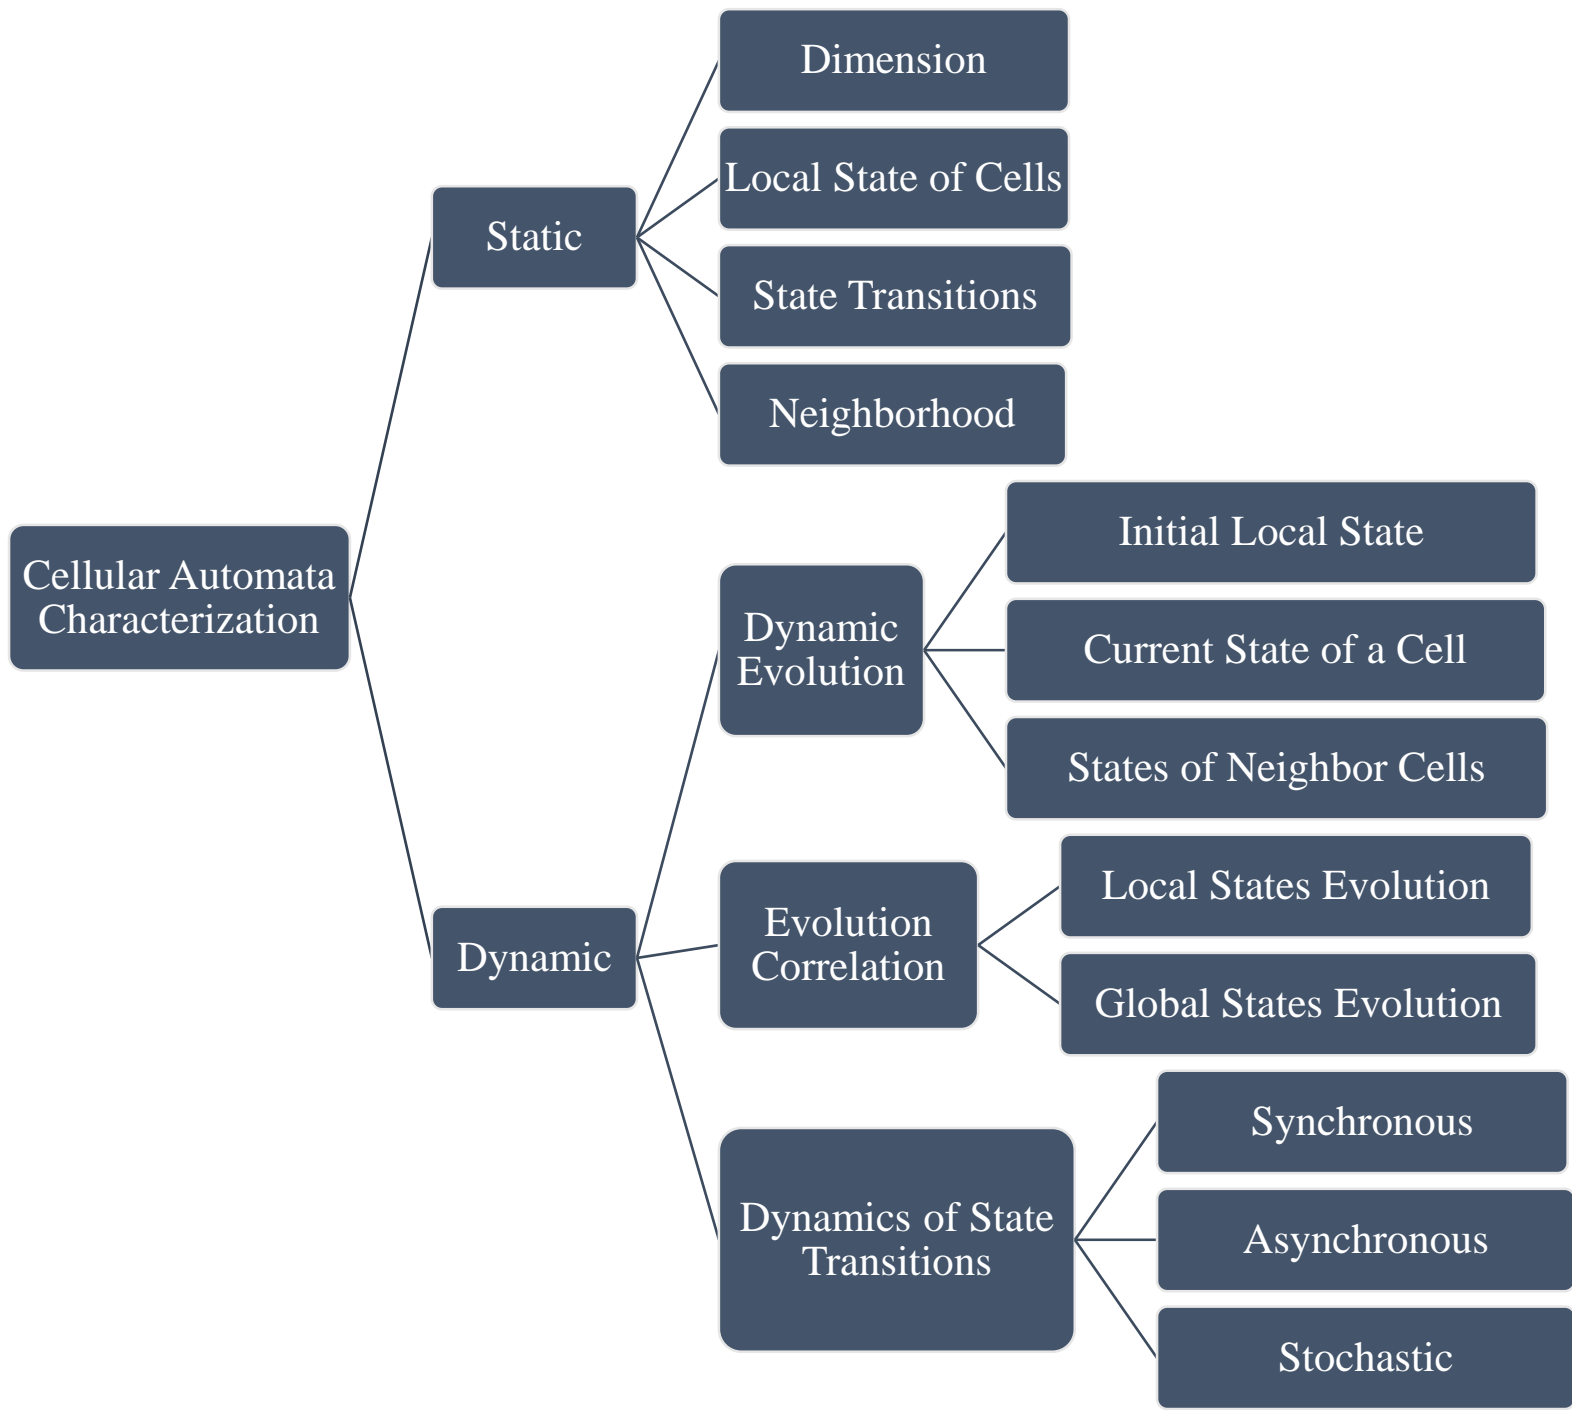 Cellular Automata
Characterization
Static
Dimension
Local State of Cells
State Transitions
Neighborhood
Dynamic
Dynamic
Evolution
Initial Local State
Current State of a Cell
States of Neighbor Cells
Evolution
Correlation
Local States Evolution
Global States Evolution
Dynamics of State
Transitions
Synchronous
Asynchronous
Stochastic